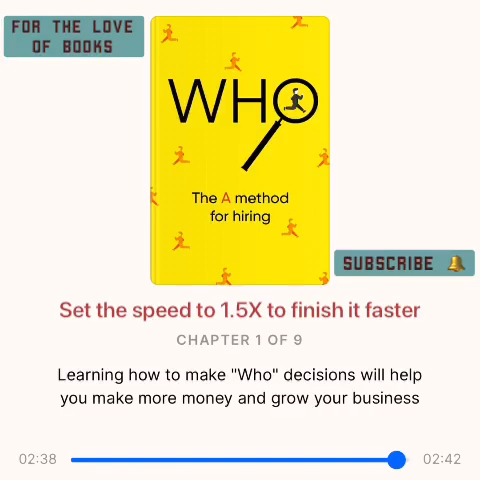 FOR THE LOVE
OF BOOKS
WHO
The A method
for hiring
SUBSCRIBE
Set the speed to 1.5X to finish it faster
CHAPTER 1 OF 9
Learning how to make "Who" decisions will help
you make more money and grow your business
02:38
02:42